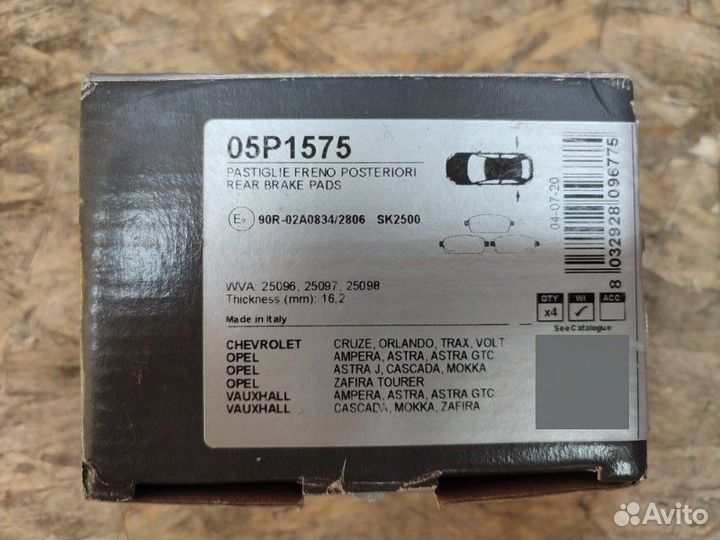 05P1575
PASTIGLIE FRENO POSTERIORI
REAR BRAKE PADS
90R-02A0834/2806 SK2500
WVA: 25096, 25097, 25098
Thickness (mm): 16,2
Made in Italy
CHEVROLET CRUZE, ORLANDO, TRAX, VOLT
OPEL AMPERA, ASTRA, ASTRA GTC
OPEL ASTRA J, CASCADA, MOKKA
OPEL ZAFIRA TOURER
VAUXHALL AMPERA, ASTRA, ASTRA GTC
VAUXHALL CASCADA, MOKKA, ZAFIRA
04-07-20
8 032928 096775
QTY WI ACC
x4 ✓
See Catalogue
Avito